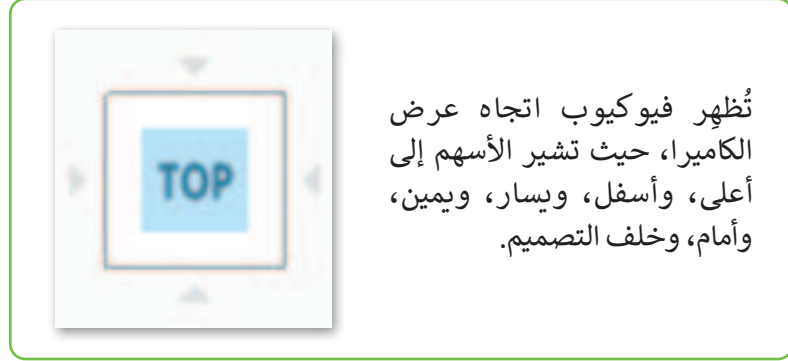 تُظهِر فيوكيوب اتجاه عرض
الكاميرا، حيث تشير الأسهم إلى
أعلى، وأسفل، ويسار، ويمين،
وأمام، وخلف التصميم.
TOP